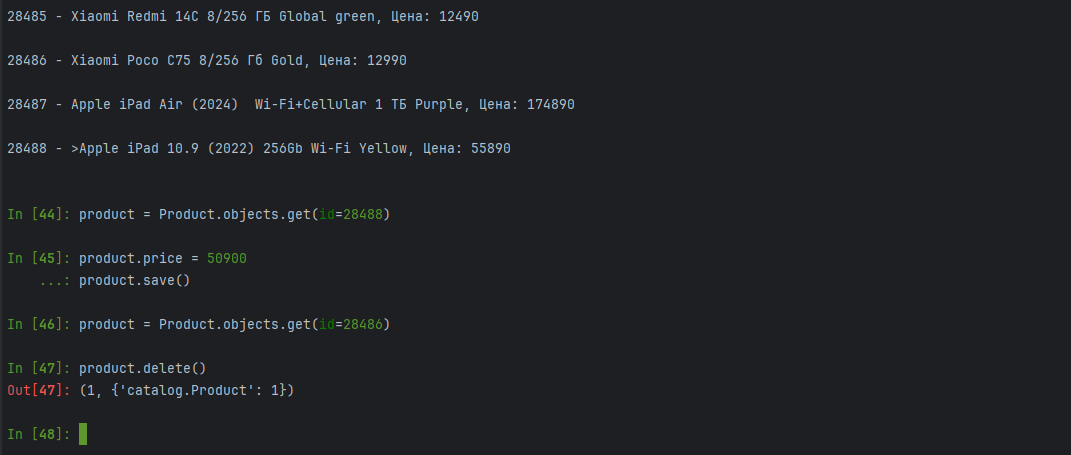 28485 - Xiaomi Redmi 14C 8/256 ГБ Global green, Цена: 12490
28486 - Xiaomi Poco C75 8/256 Гб Gold, Цена: 12990
28487 - Apple iPad Air (2024)  Wi-Fi+Cellular 1 ТБ Purple, Цена: 174890
28488 - >Apple iPad 10.9 (2022) 256Gb Wi-Fi Yellow, Цена: 55890
In [44]: product = Product.objects.get(id=28488)
In [45]: product.price = 50900
    ...: product.save()
In [46]: product = Product.objects.get(id=28486)
In [47]: product.delete()
Out[47]: (1, {'catalog.Product': 1})
In [48]: